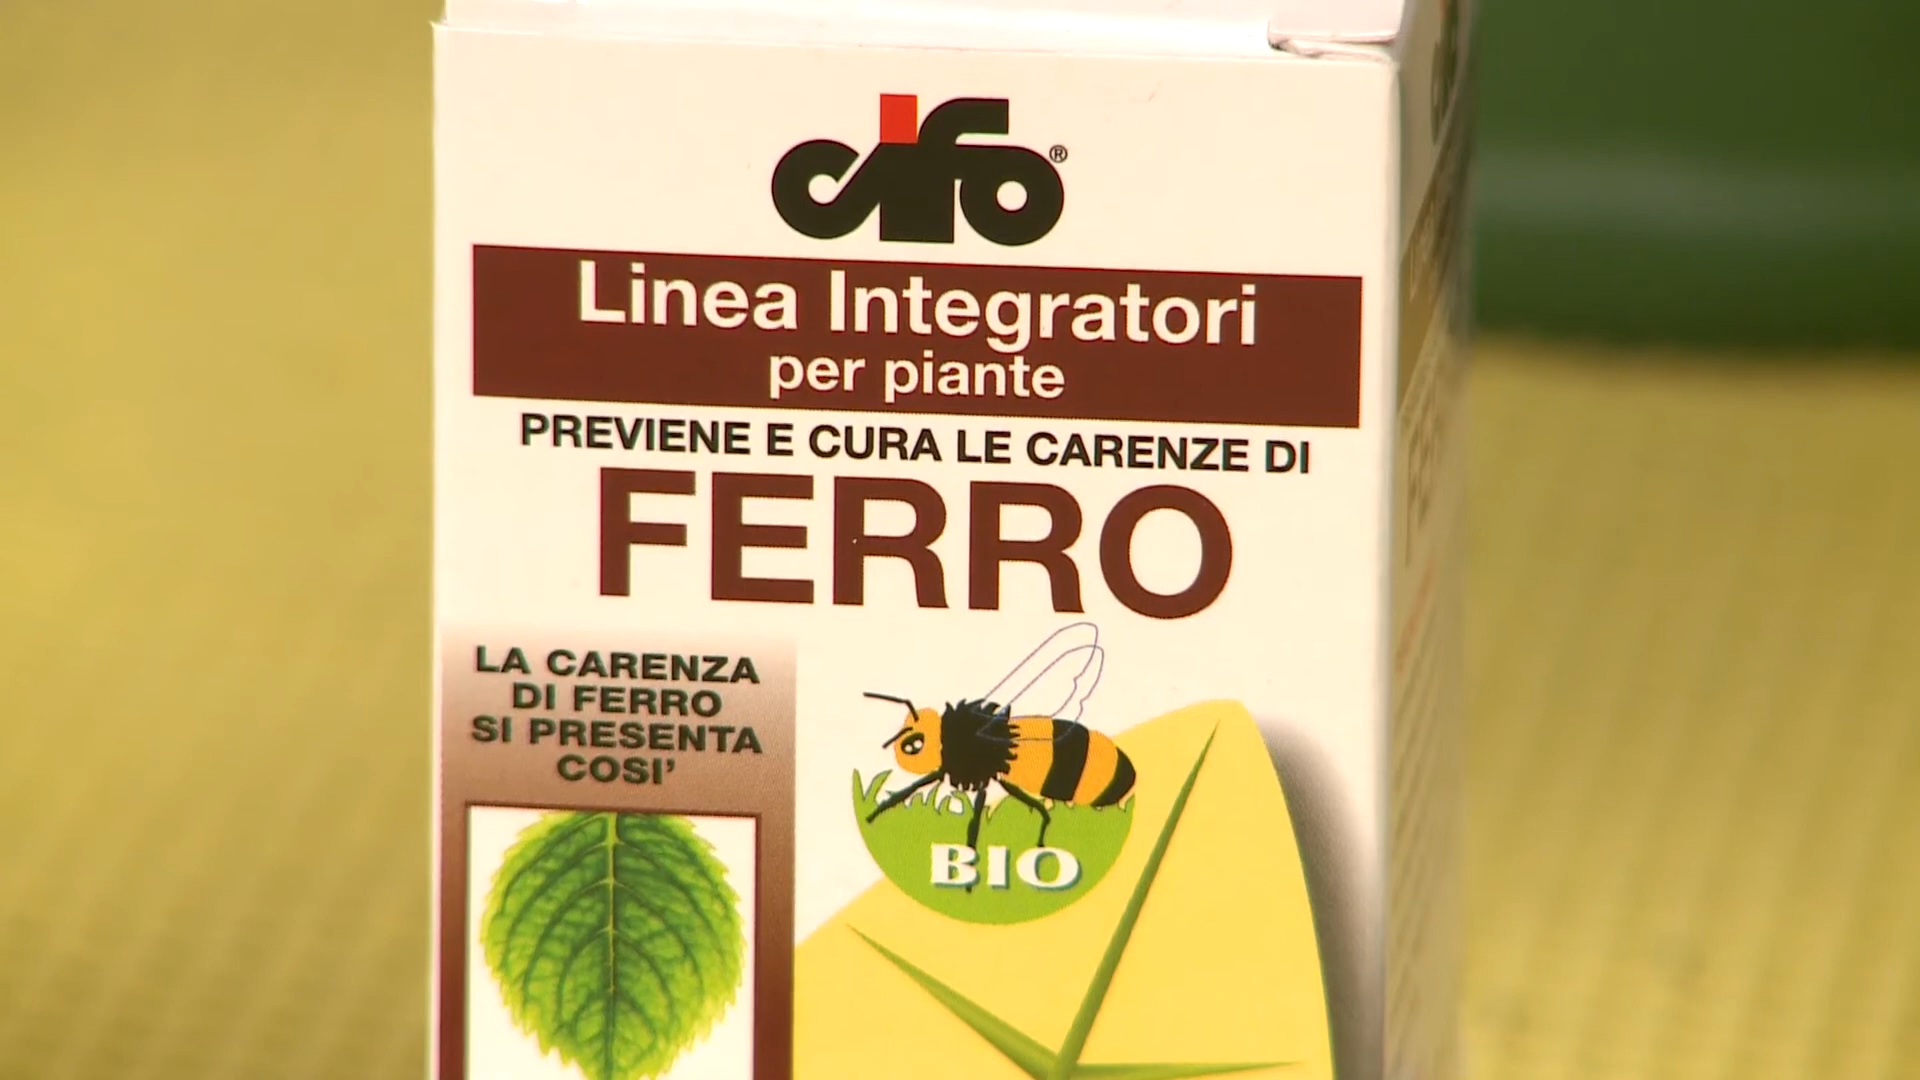 cifo®
Linea Integratori
per piante
PREVIENE E CURA LE CARENZE DI
FERRO
LA CARENZA
DI FERRO
SI PRESENTA
COSI'
BIO